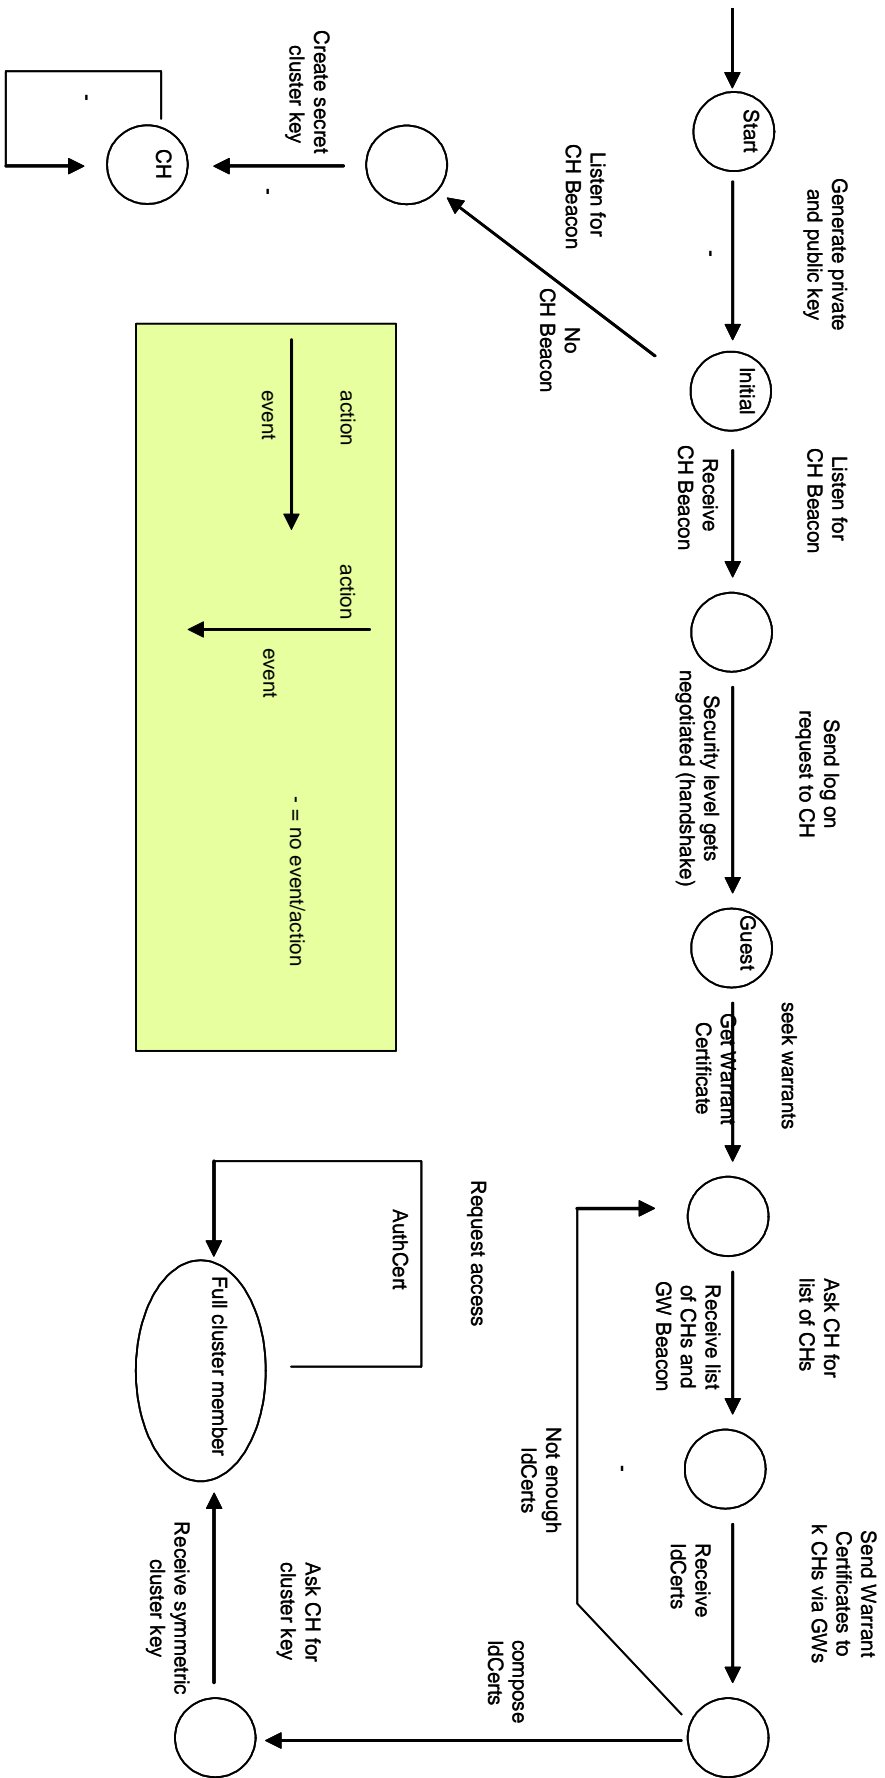 Start
Generate private
and public key
-
Initial
Listen for
CH Beacon
Receive
CH Beacon
Send log on
request to CH
Security level gets
negotiated (handshake)
Guest
seek warrants
Get Warrant
Certificate
Ask CH for
list of CHs
Receive list
of CHs and
GW Beacon
Send Warrant
Certificates to
k CHs via GWs
Receive
IdCerts
-
Not enough
IdCerts
compose
IdCerts
Listen for
CH Beacon
No
CH Beacon
Create secret
cluster key
-
CH
-
action
event
action
event
- = no event/action
Request access
AuthCert
Full cluster member
Ask CH for
cluster key
Receive symmetric
cluster key